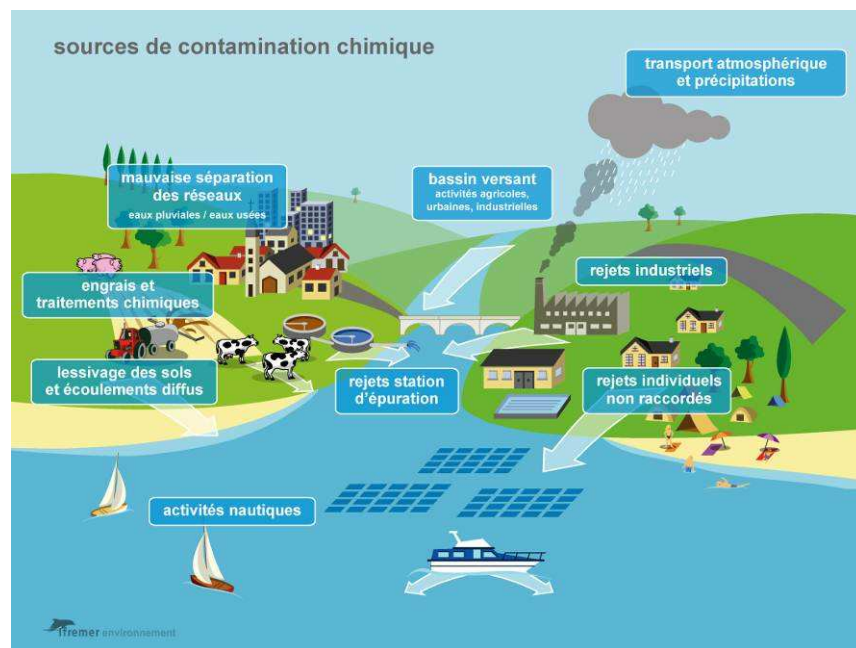 sources de contamination chimique
transport atmosphérique
et précipitations
mauvaise séparation
des réseaux
eaux pluviales / eaux usées
bassin versant
activités agricoles,
urbaines, industrielles
engrais et
traitements chimiques
rejets industriels
lessivage des sols
et écoulements diffus
rejets station
d'épuration
rejets individuels
non raccordés
activités nautiques
ifremer environnement